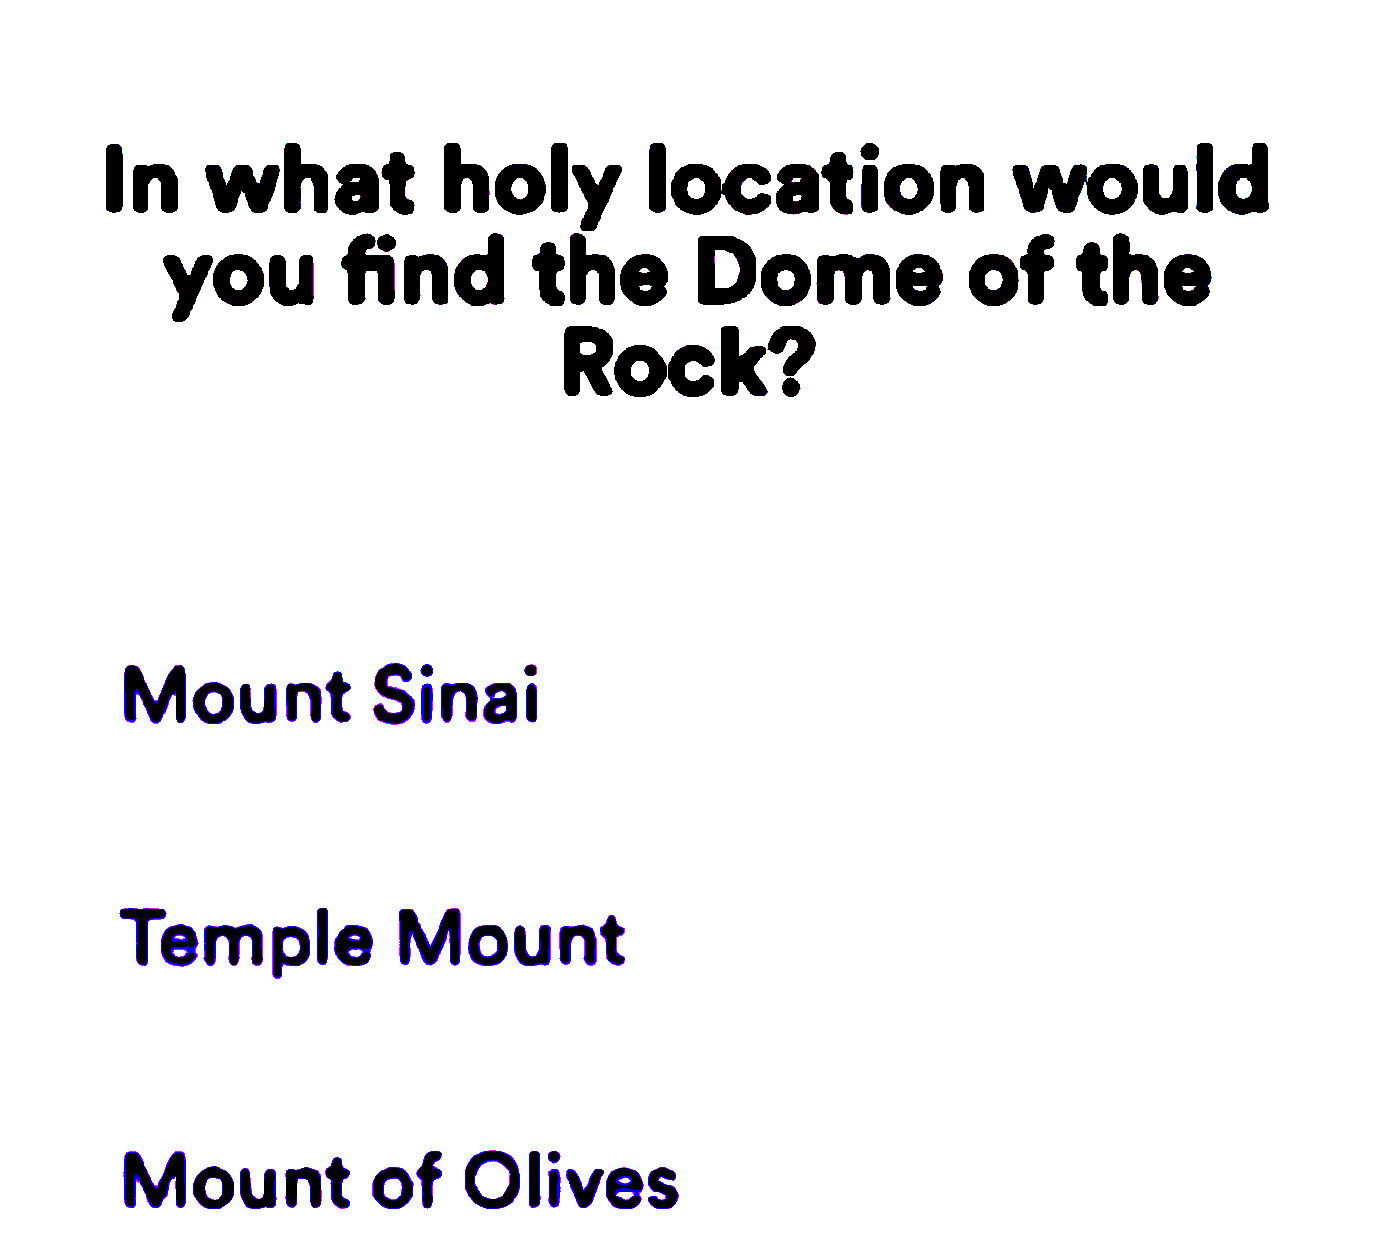 In what holy location would
you find the Dome of the
Rock?
Mount Sinai
Temple Mount
Mount of Olives